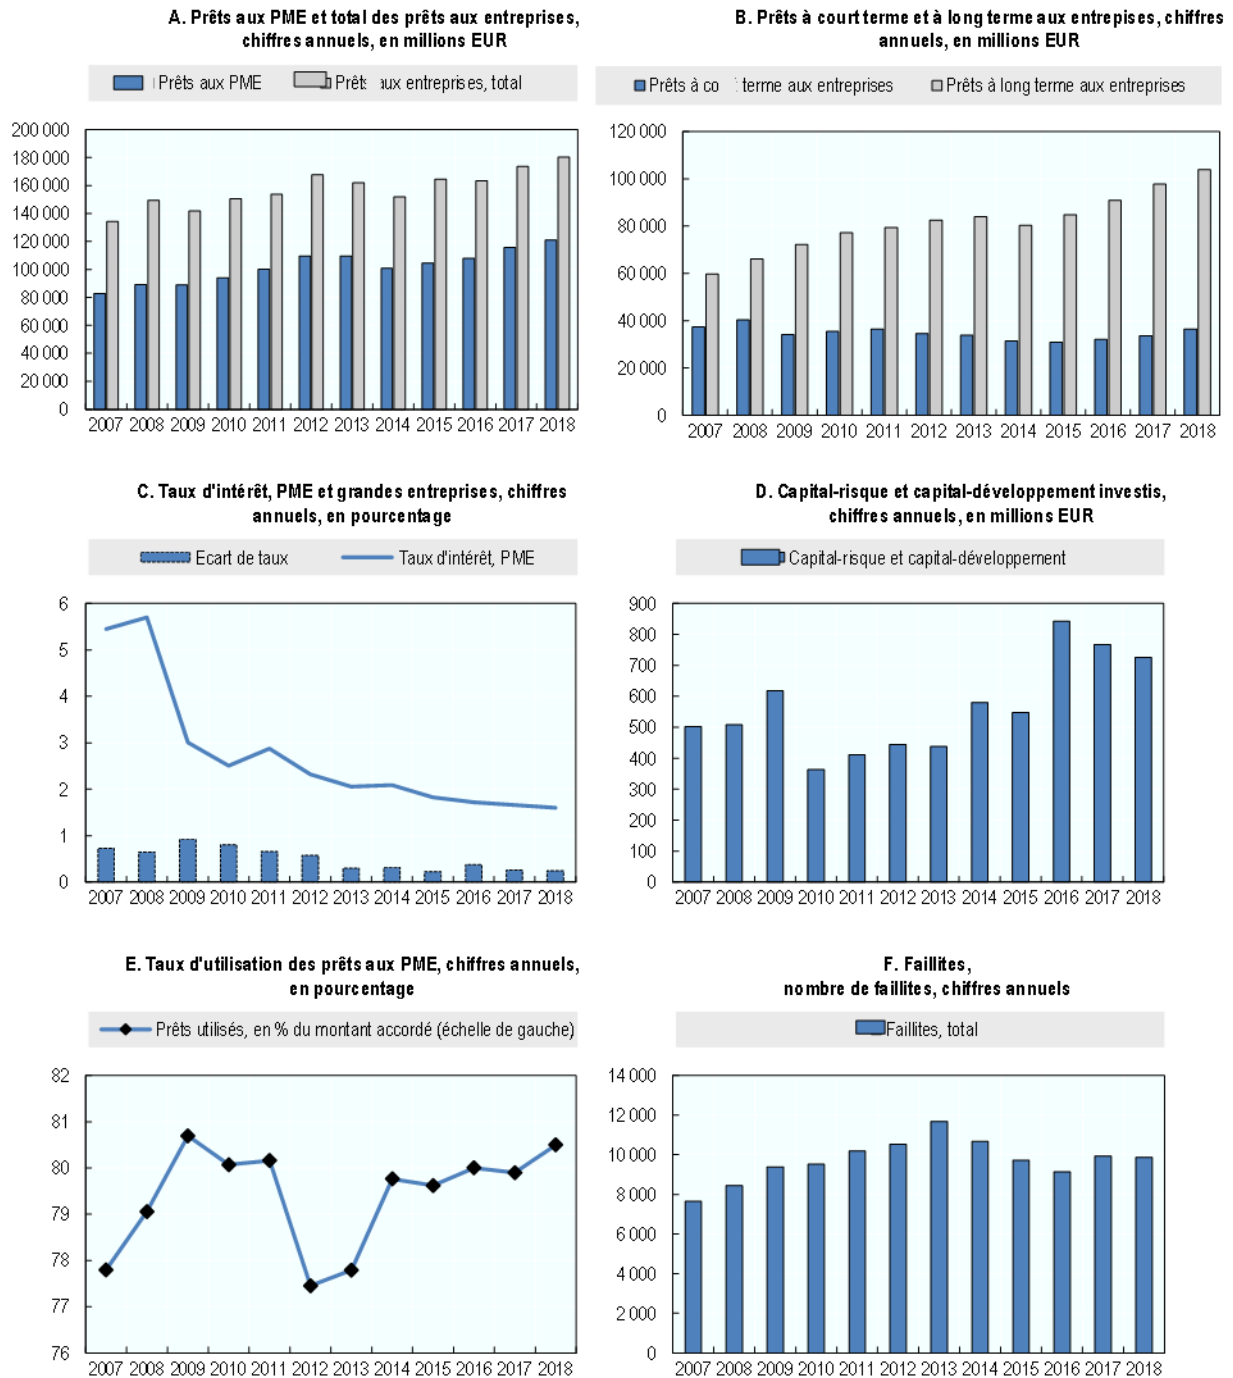 A. Prêts aux PME et total des prêts aux entreprises,
chiffres annuels, en millions EUR
Prêts aux PME Prêts aux entreprises, total
200 000
180 000
160 000
140 000
120 000
100 000
80 000
60 000
40 000
20 000
0
2007 2008 2009 2010 2011 2012 2013 2014 2015 2016 2017 2018
B. Prêts à court terme et à long terme aux entrepises, chiffres
annuels, en millions EUR
Prêts à co terme aux entreprises Prêts à long terme aux entreprises
120 000
100 000
80 000
60 000
40 000
20 000
0
2007 2008 2009 2010 2011 2012 2013 2014 2015 2016 2017 2018
C. Taux d'intérêt, PME et grandes entreprises, chiffres
annuels, en pourcentage
Ecart de taux Taux d'intérêt, PME
6
5
4
3
2
1
0
2007 2008 2009 2010 2011 2012 2013 2014 2015 2016 2017 2018
D. Capital-risque et capital-développement investis,
chiffres annuels, en millions EUR
Capital-risque et capital-développement
900
800
700
600
500
400
300
200
100
0
2007 2008 2009 2010 2011 2012 2013 2014 2015 2016 2017 2018
E. Taux d'utilisation des prêts aux PME, chiffres annuels,
en pourcentage
Prêts utilisés, en % du montant accordé (échelle de gauche)
82
81
80
79
78
77
76
2007 2008 2009 2010 2011 2012 2013 2014 2015 2016 2017 2018
F. Faillites,
nombre de faillites, chiffres annuels
Faillites, total
14 000
12 000
10 000
8 000
6 000
4 000
2 000
0
2007 2008 2009 2010 2011 2012 2013 2014 2015 2016 2017 2018